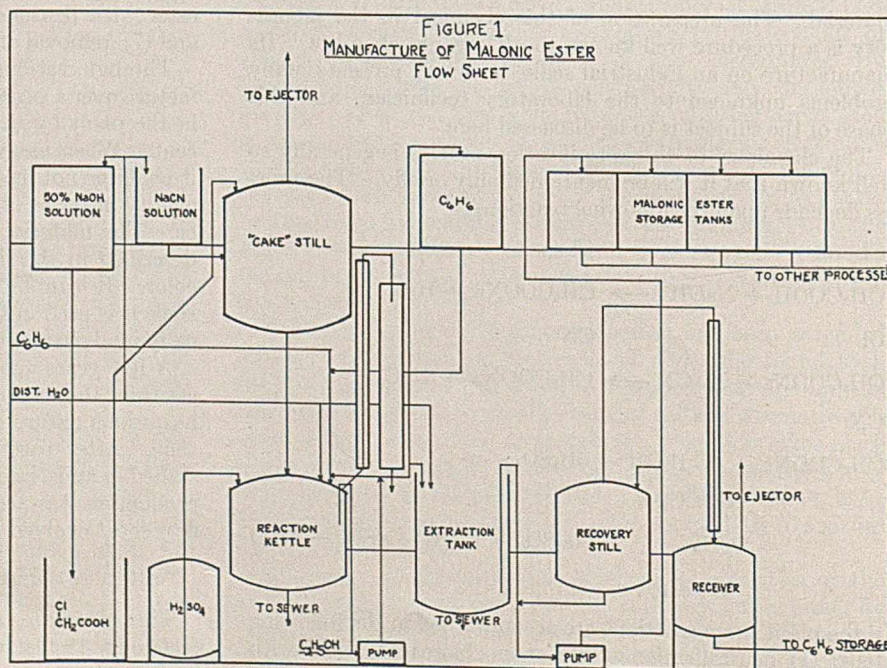 FIGURE 1
MANUFACTURE OF MALONIC ESTER
FLOW SHEET
TO EJECTOR
50% NaOH
SOLUTION
NaCN
SOLUTION
"CAKE" STILL
C6H6
MALONIC
STORAGE
ESTER
TANKS
TO OTHER PROCESSES
C6H6
DIST. H2O
REACTION
KETTLE
EXTRACTION
TANK
RECOVERY
STILL
TO EJECTOR
RECEIVER
Cl
CH2COOH
H2SO4
TO SEWER
TO SEWER
C2H5OH
PUMP
PUMP
TO C6H6 STORAGE